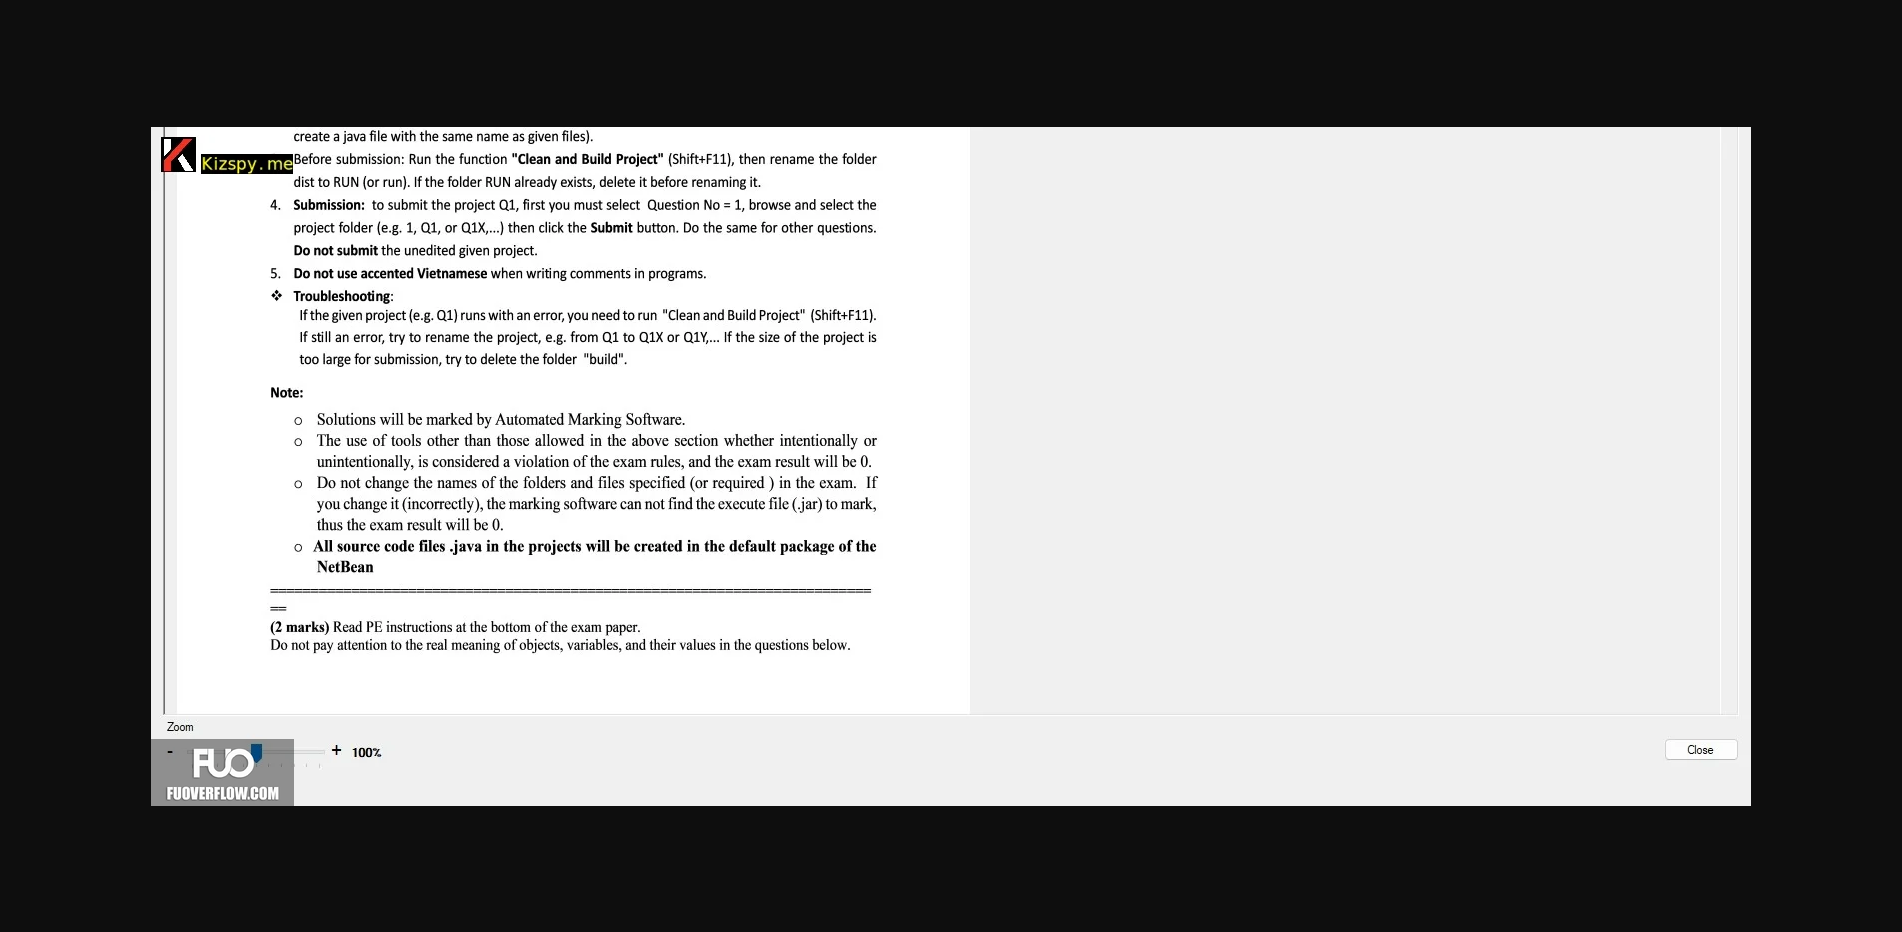 create a java file with the same name as given files).
Kizspy.me
Before submission: Run the function "Clean and Build Project" (Shift+F11), then rename the folder
dist to RUN (or run). If the folder RUN already exists, delete it before renaming it.
4. Submission: to submit the project Q1, first you must select Question No = 1, browse and select the
project folder (e.g. 1, Q1, or Q1X,...) then click the Submit button. Do the same for other questions.
Do not submit the unedited given project.
5. Do not use accented Vietnamese when writing comments in programs.
❖ Troubleshooting:
If the given project (e.g. Q1) runs with an error, you need to run "Clean and Build Project" (Shift+F11).
If still an error, try to rename the project, e.g. from Q1 to Q1X or Q1Y,... If the size of the project is
too large for submission, try to delete the folder "build".
Note:
o Solutions will be marked by Automated Marking Software.
o The use of tools other than those allowed in the above section whether intentionally or
unintentionally, is considered a violation of the exam rules, and the exam result will be 0.
o Do not change the names of the folders and files specified (or required ) in the exam. If
you change it (incorrectly), the marking software can not find the execute file (.jar) to mark,
thus the exam result will be 0.
o All source code files .java in the projects will be created in the default package of the
NetBean
===========================================================================
==
(2 marks) Read PE instructions at the bottom of the exam paper.
Do not pay attention to the real meaning of objects, variables, and their values in the questions below.
Zoom
- + 100%
Close
FUO
FUOVERFLOW.COM